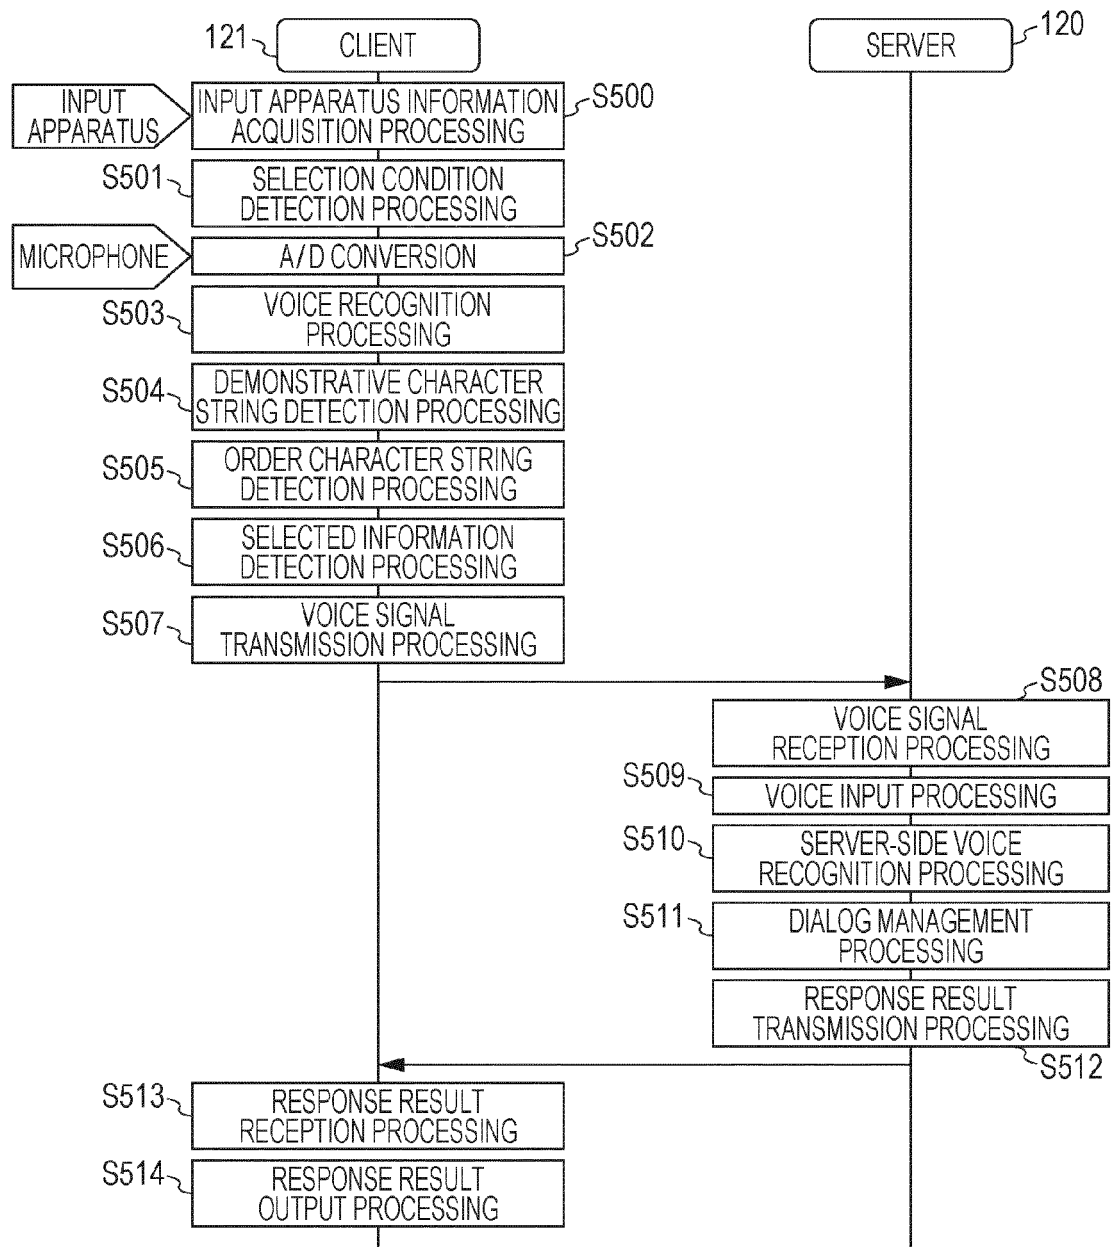 121
CLIENT
SERVER
120
INPUT
APPARATUS
INPUT APPARATUS INFORMATION
ACQUISITION PROCESSING
S500
S501
SELECTION CONDITION
DETECTION PROCESSING
MICROPHONE
A/D CONVERSION
S502
S503
VOICE RECOGNITION
PROCESSING
S504
DEMONSTRATIVE CHARACTER
STRING DETECTION PROCESSING
S505
ORDER CHARACTER STRING
DETECTION PROCESSING
S506
SELECTED INFORMATION
DETECTION PROCESSING
S507
VOICE SIGNAL
TRANSMISSION PROCESSING
S508
VOICE SIGNAL
RECEPTION PROCESSING
S509
VOICE INPUT PROCESSING
S510
SERVER-SIDE VOICE
RECOGNITION PROCESSING
S511
DIALOG MANAGEMENT
PROCESSING
RESPONSE RESULT
TRANSMISSION PROCESSING
S512
S513
RESPONSE RESULT
RECEPTION PROCESSING
S514
RESPONSE RESULT
OUTPUT PROCESSING